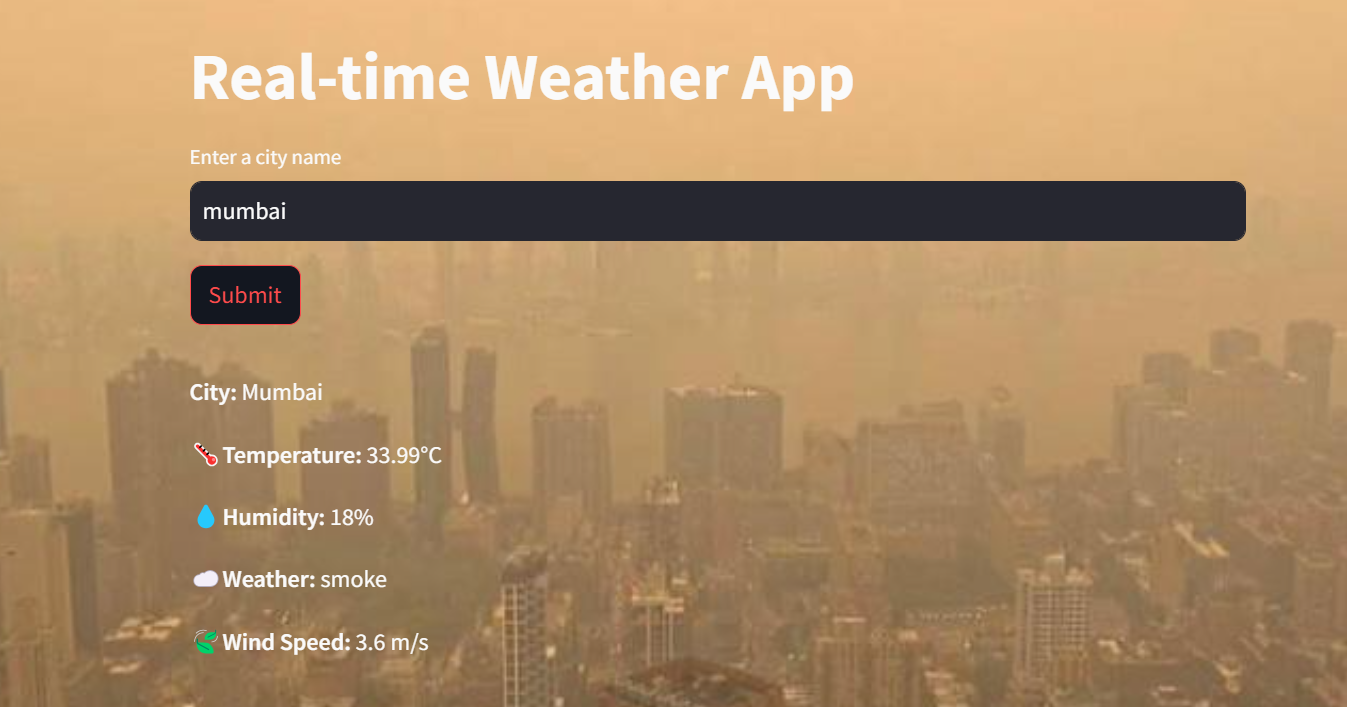 Real-time Weather App
Enter a city name
mumbai
Submit
City: Mumbai
Temperature: 33.99°C
Humidity: 18%
Weather: smoke
Wind Speed: 3.6 m/s